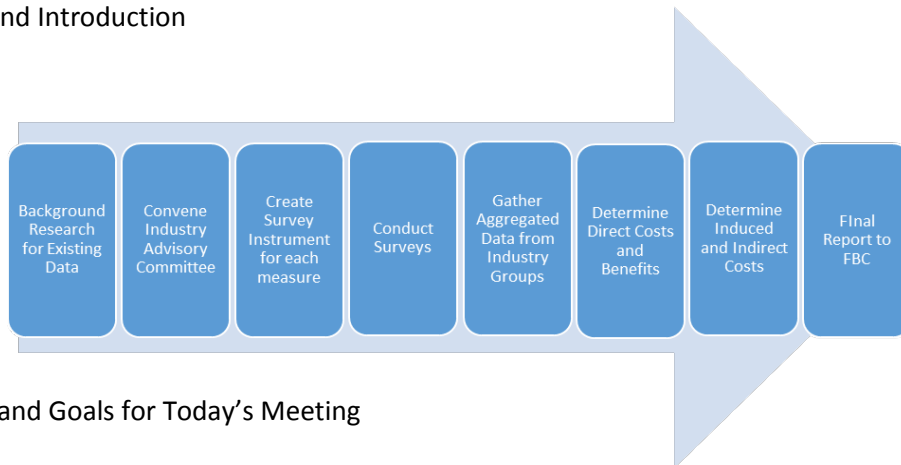 nd Introduction
Background
Research
for Existing
Data
Convene
Industry
Advisory
Committee
Create
Survey
Instrument
for each
measure
Conduct
Surveys
Gather
Aggregated
Data from
Industry
Groups
Determine
Direct Costs
and
Benefits
Determine
Induced
and Indirect
Costs
FInal
Report to
FBC
and Goals for Today's Meeting